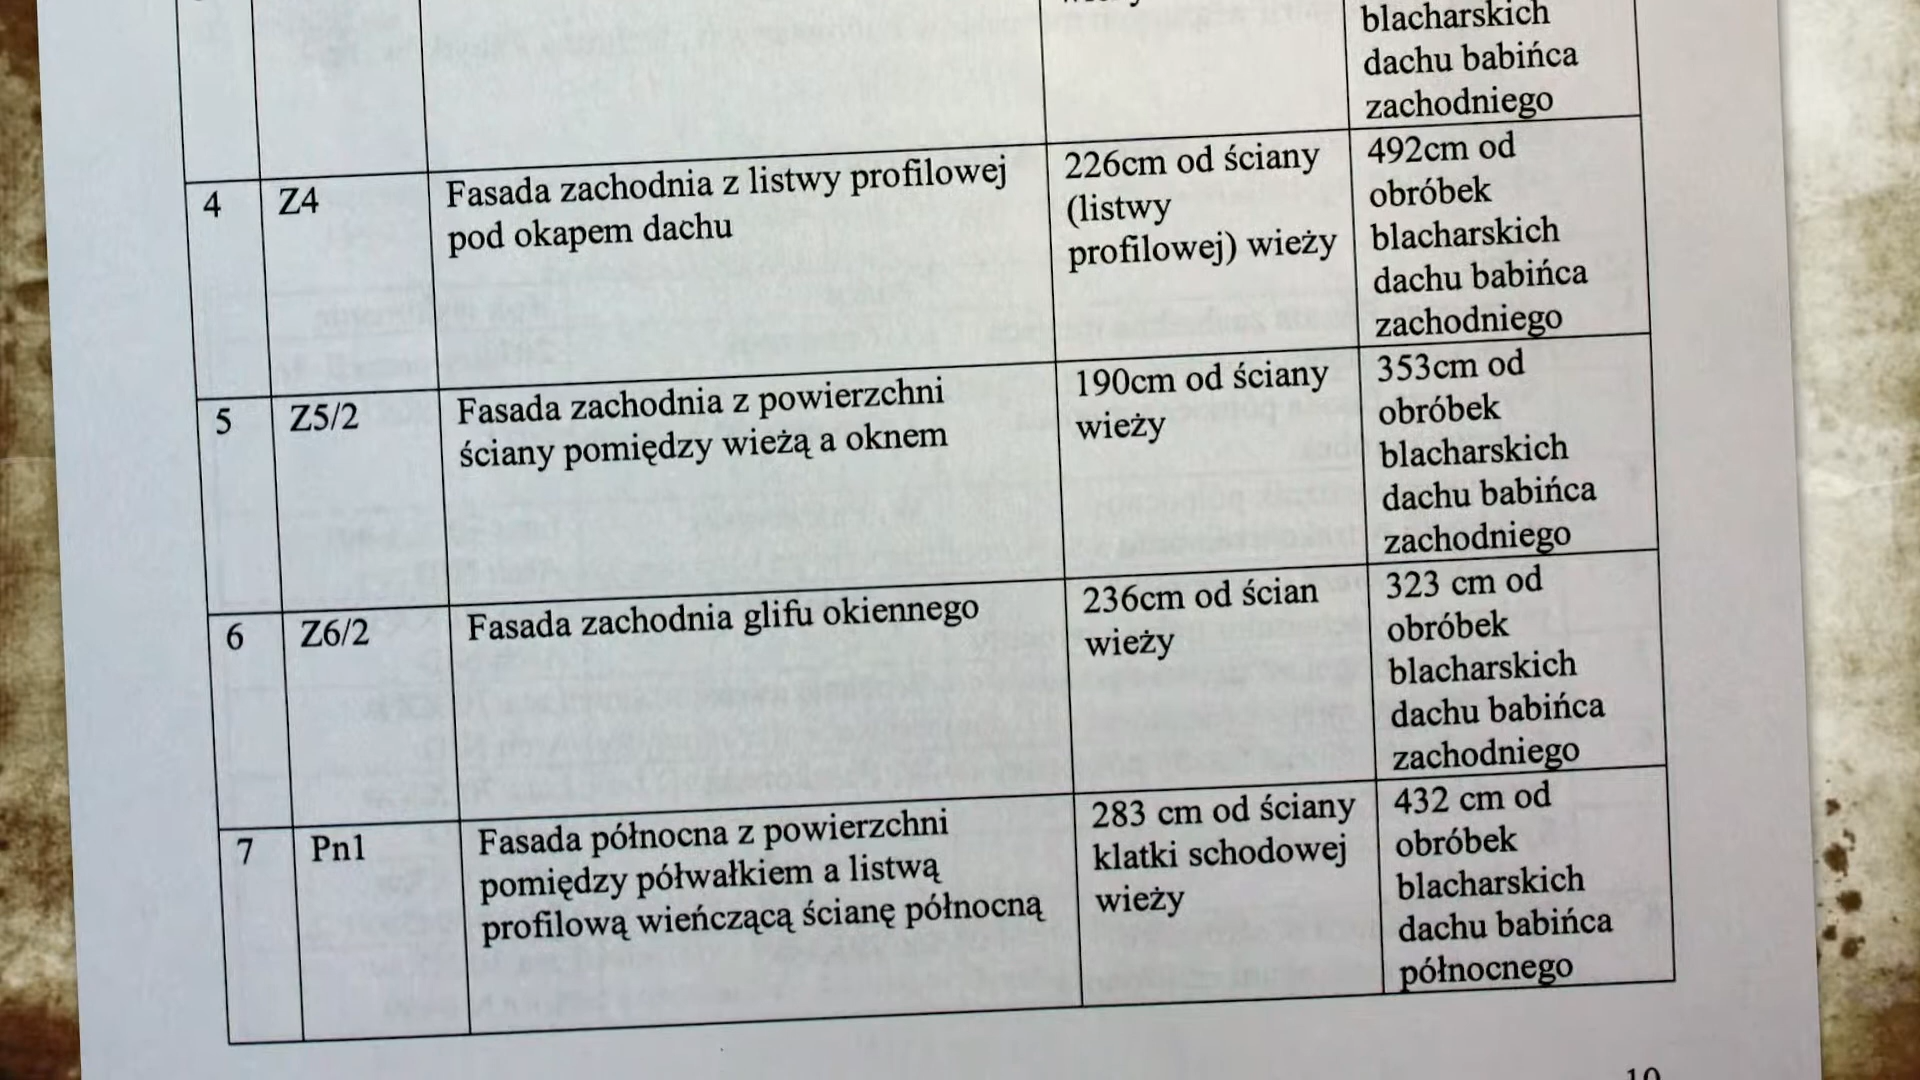 blacharskich
dachu babińca
zachodniego
4
Z4
Fasada zachodnia z listwy profilowej
pod okapem dachu
226cm od ściany
(listwy
profilowej) wieży
492cm od
obróbek
blacharskich
dachu babińca
zachodniego
5
Z5/2
Fasada zachodnia z powierzchni
ściany pomiędzy wieżą a oknem
190cm od ściany
wieży
353cm od
obróbek
blacharskich
dachu babińca
zachodniego
6
Z6/2
Fasada zachodnia glifu okiennego
236cm od ścian
wieży
323 cm od
obróbek
blacharskich
dachu babińca
zachodniego
7
Pn1
Fasada północna z powierzchni
pomiędzy półwałkiem a listwą
profilową wieńczącą ścianę północną
283 cm od ściany
klatki schodowej
wieży
432 cm od
obróbek
blacharskich
dachu babińca
północnego